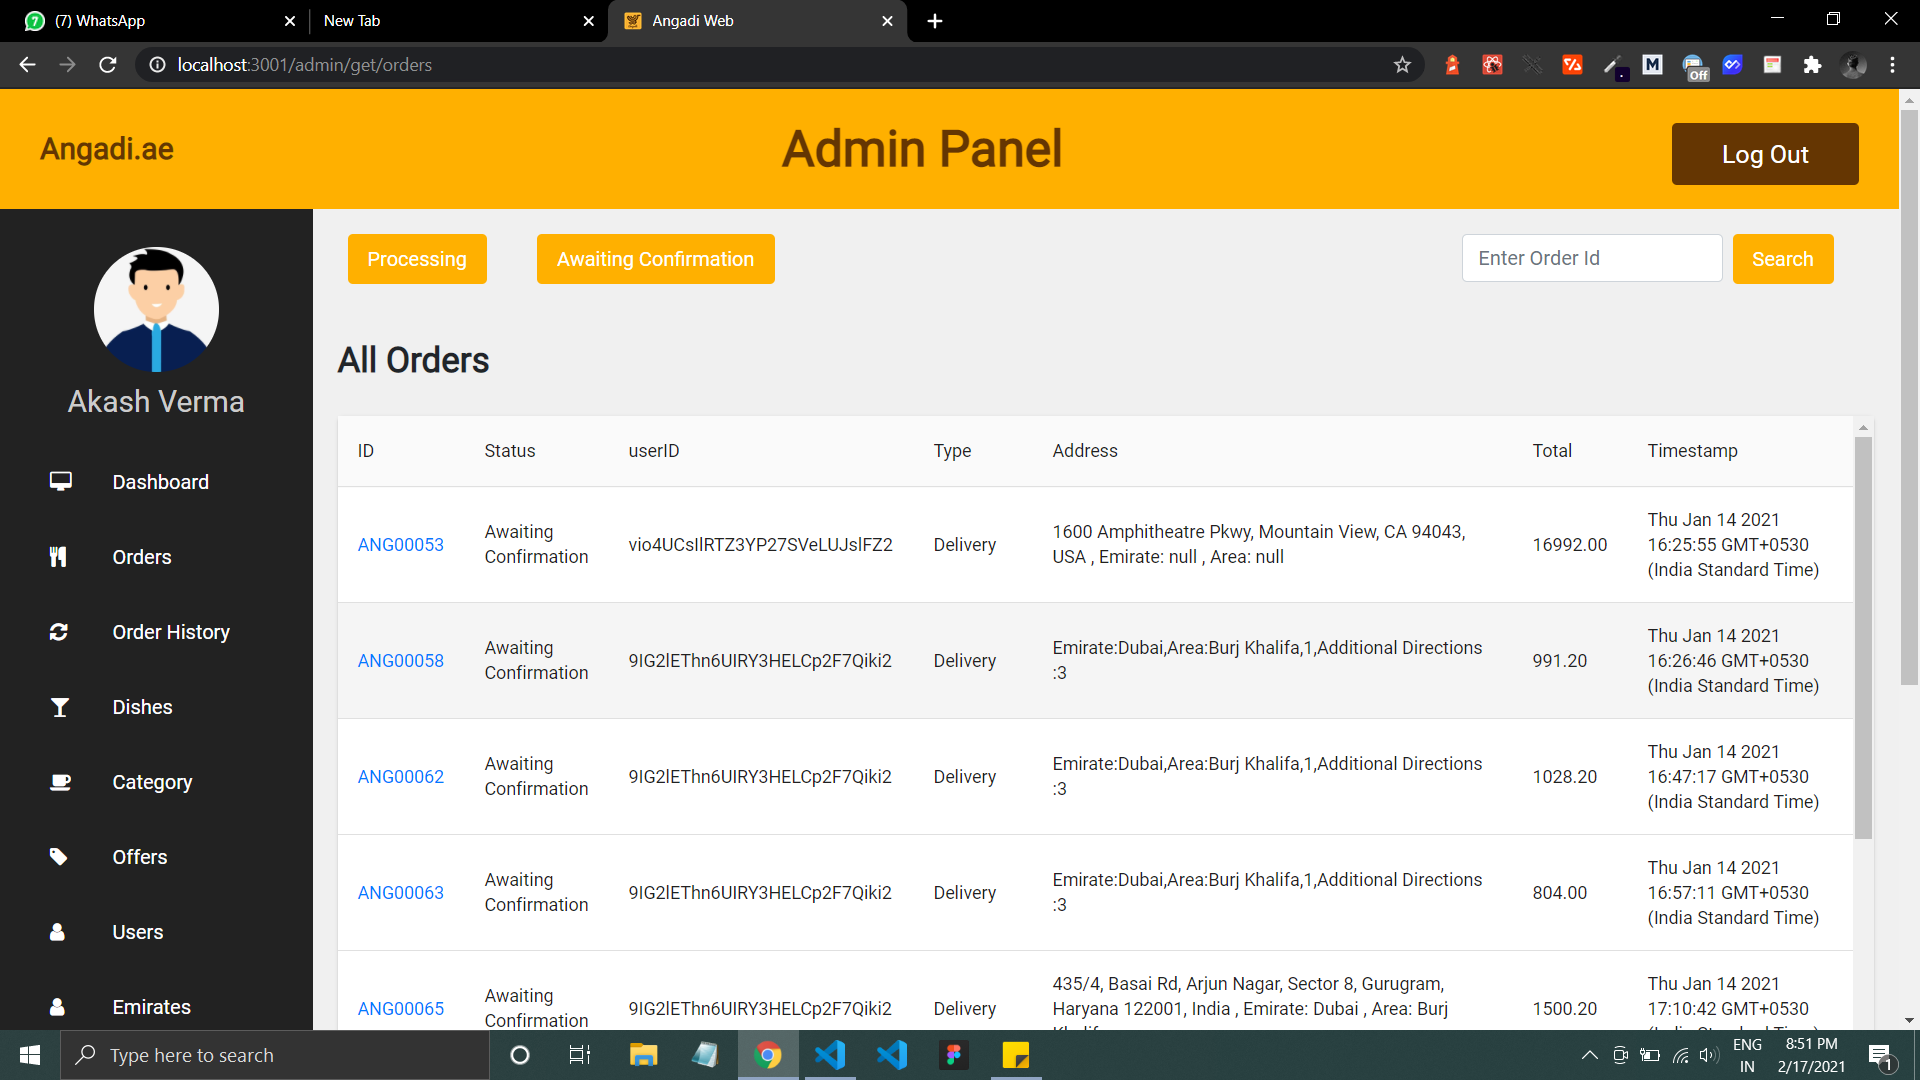 (7) WhatsApp
New Tab
Angadi Web
localhost:3001/admin/get/orders
Off
Angadi.ae
Admin Panel
Log Out
Akash Verma
Dashboard
Orders
Order History
Dishes
Category
Offers
Users
Emirates
Processing
Awaiting Confirmation
Enter Order Id
Search
All Orders
ID Status userID Type Address Total Timestamp
ANG00053
Awaiting
Confirmation
vio4UCsIlRTZ3YP27SVeLUJslFZ2
Delivery
1600 Amphitheatre Pkwy, Mountain View, CA 94043,
USA , Emirate: null , Area: null
16992.00
Thu Jan 14 2021
16:25:55 GMT+0530
(India Standard Time)
ANG00058
Awaiting
Confirmation
9IG2lEThn6UIRY3HELCp2F7Qiki2
Delivery
Emirate:Dubai,Area:Burj Khalifa,1,Additional Directions
:3
991.20
Thu Jan 14 2021
16:26:46 GMT+0530
(India Standard Time)
ANG00062
Awaiting
Confirmation
9IG2lEThn6UIRY3HELCp2F7Qiki2
Delivery
Emirate:Dubai,Area:Burj Khalifa,1,Additional Directions
:3
1028.20
Thu Jan 14 2021
16:47:17 GMT+0530
(India Standard Time)
ANG00063
Awaiting
Confirmation
9IG2lEThn6UIRY3HELCp2F7Qiki2
Delivery
Emirate:Dubai,Area:Burj Khalifa,1,Additional Directions
:3
804.00
Thu Jan 14 2021
16:57:11 GMT+0530
(India Standard Time)
ANG00065
Awaiting
Confirmation
9IG2lEThn6UIRY3HELCp2F7Qiki2
Delivery
435/4, Basai Rd, Arjun Nagar, Sector 8, Gurugram,
Haryana 122001, India , Emirate: Dubai , Area: Burj
1500.20
Thu Jan 14 2021
17:10:42 GMT+0530
Type here to search
ENG
IN
8:51 PM
2/17/2021
1